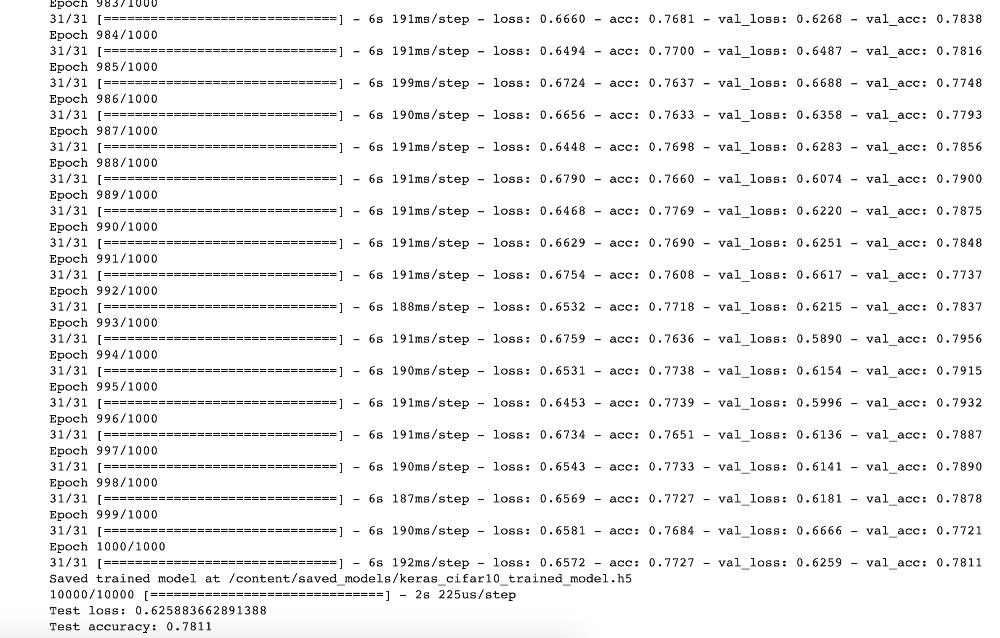 Epoch 983/1000
31/31 [==============================] - 6s 191ms/step - loss: 0.6660 - acc: 0.7681 - val_loss: 0.6268 - val_acc: 0.7838
Epoch 984/1000
31/31 [==============================] - 6s 191ms/step - loss: 0.6494 - acc: 0.7700 - val_loss: 0.6487 - val_acc: 0.7816
Epoch 985/1000
31/31 [==============================] - 6s 199ms/step - loss: 0.6724 - acc: 0.7637 - val_loss: 0.6688 - val_acc: 0.7748
Epoch 986/1000
31/31 [==============================] - 6s 190ms/step - loss: 0.6656 - acc: 0.7633 - val_loss: 0.6358 - val_acc: 0.7793
Epoch 987/1000
31/31 [==============================] - 6s 191ms/step - loss: 0.6448 - acc: 0.7698 - val_loss: 0.6283 - val_acc: 0.7856
Epoch 988/1000
31/31 [==============================] - 6s 191ms/step - loss: 0.6790 - acc: 0.7660 - val_loss: 0.6074 - val_acc: 0.7900
Epoch 989/1000
31/31 [==============================] - 6s 191ms/step - loss: 0.6468 - acc: 0.7769 - val_loss: 0.6220 - val_acc: 0.7875
Epoch 990/1000
31/31 [==============================] - 6s 191ms/step - loss: 0.6629 - acc: 0.7690 - val_loss: 0.6251 - val_acc: 0.7848
Epoch 991/1000
31/31 [==============================] - 6s 191ms/step - loss: 0.6754 - acc: 0.7608 - val_loss: 0.6617 - val_acc: 0.7737
Epoch 992/1000
31/31 [==============================] - 6s 188ms/step - loss: 0.6532 - acc: 0.7718 - val_loss: 0.6215 - val_acc: 0.7837
Epoch 993/1000
31/31 [==============================] - 6s 191ms/step - loss: 0.6759 - acc: 0.7636 - val_loss: 0.5890 - val_acc: 0.7956
Epoch 994/1000
31/31 [==============================] - 6s 190ms/step - loss: 0.6531 - acc: 0.7738 - val_loss: 0.6154 - val_acc: 0.7915
Epoch 995/1000
31/31 [==============================] - 6s 191ms/step - loss: 0.6453 - acc: 0.7739 - val_loss: 0.5996 - val_acc: 0.7932
Epoch 996/1000
31/31 [==============================] - 6s 191ms/step - loss: 0.6734 - acc: 0.7651 - val_loss: 0.6136 - val_acc: 0.7887
Epoch 997/1000
31/31 [==============================] - 6s 190ms/step - loss: 0.6543 - acc: 0.7733 - val_loss: 0.6141 - val_acc: 0.7890
Epoch 998/1000
31/31 [==============================] - 6s 187ms/step - loss: 0.6569 - acc: 0.7727 - val_loss: 0.6181 - val_acc: 0.7878
Epoch 999/1000
31/31 [==============================] - 6s 190ms/step - loss: 0.6581 - acc: 0.7684 - val_loss: 0.6666 - val_acc: 0.7721
Epoch 1000/1000
31/31 [==============================] - 6s 192ms/step - loss: 0.6572 - acc: 0.7727 - val_loss: 0.6259 - val_acc: 0.7811
Saved trained model at /content/saved_models/keras_cifar10_trained_model.h5
10000/10000 [==============================] - 2s 225us/step
Test loss: 0.625883662891388
Test accuracy: 0.7811